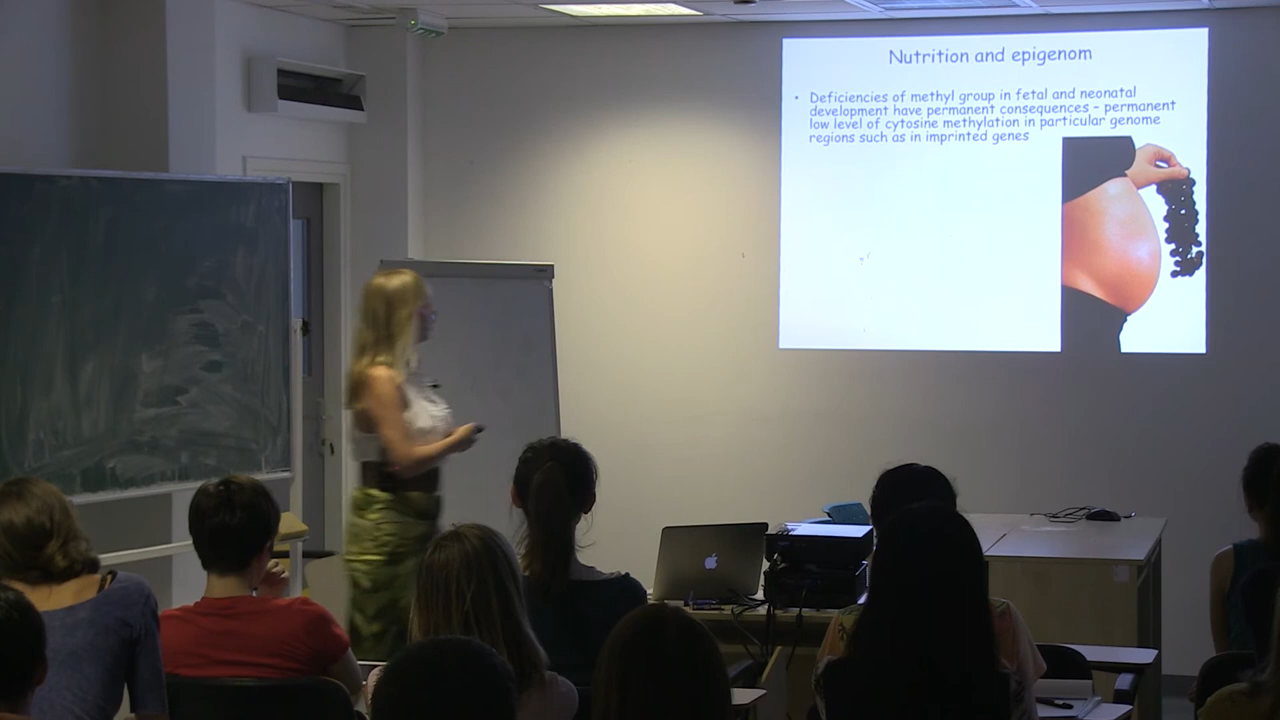 Nutrition and epigenom
• Deficiencies of methyl group in fetal and neonatal
development have permanent consequences – permanent
low level of cytosine methylation in particular genome
regions such as in imprinted genes